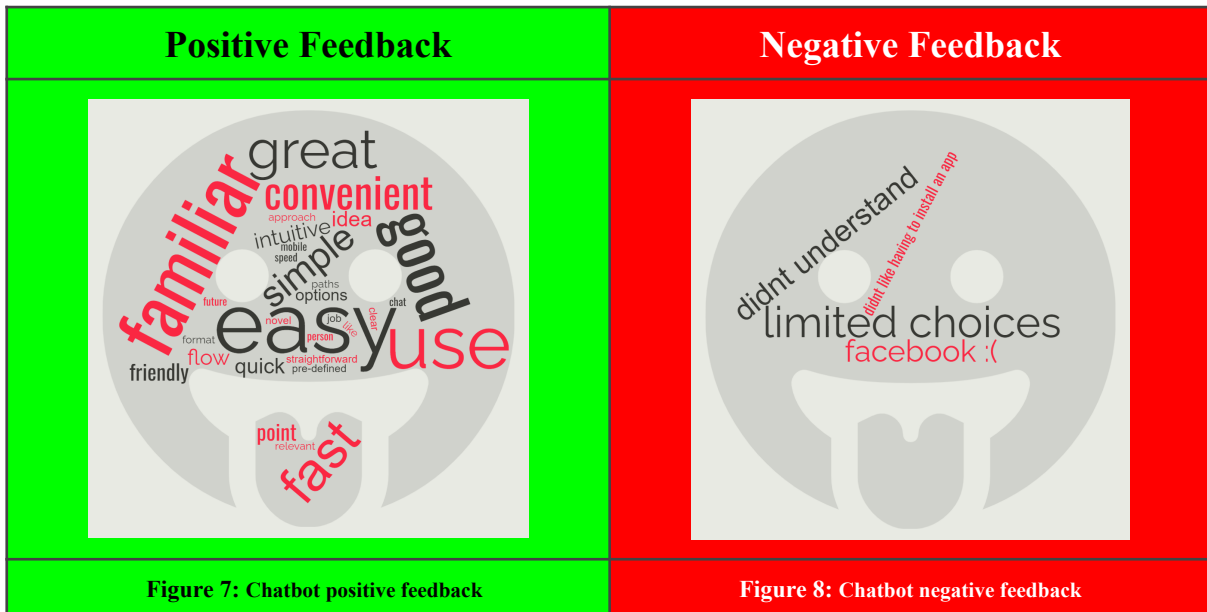 Positive Feedback
Negative Feedback
great
familiar
convenient
approach
idea
intuitive
good
mobile
speed
simple
paths
options
future
chat
easy
novel
job
like
clear
person
use
format
flow
friendly
quick
straightforward
pre-defined
point
relevant
fast
didnt understand
didnt like having to install an app
limited choices
facebook :(
Figure 7: Chatbot positive feedback
Figure 8: Chatbot negative feedback